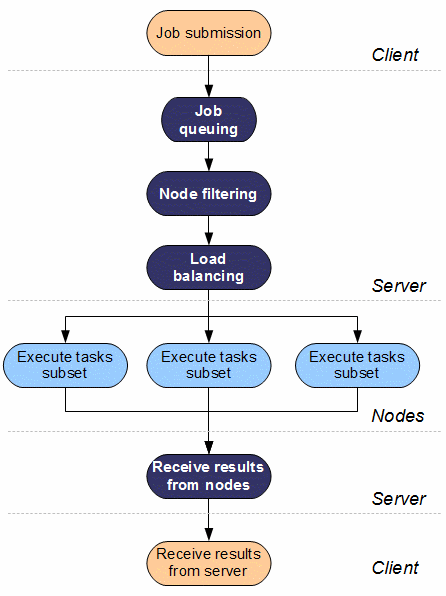 Job submission
Client
Job
queuing
Node filtering
Load
balancing
Server
Execute tasks
subset
Execute tasks
subset
Execute tasks
subset
Nodes
Receive results
from nodes
Server
Receive results
from server
Client